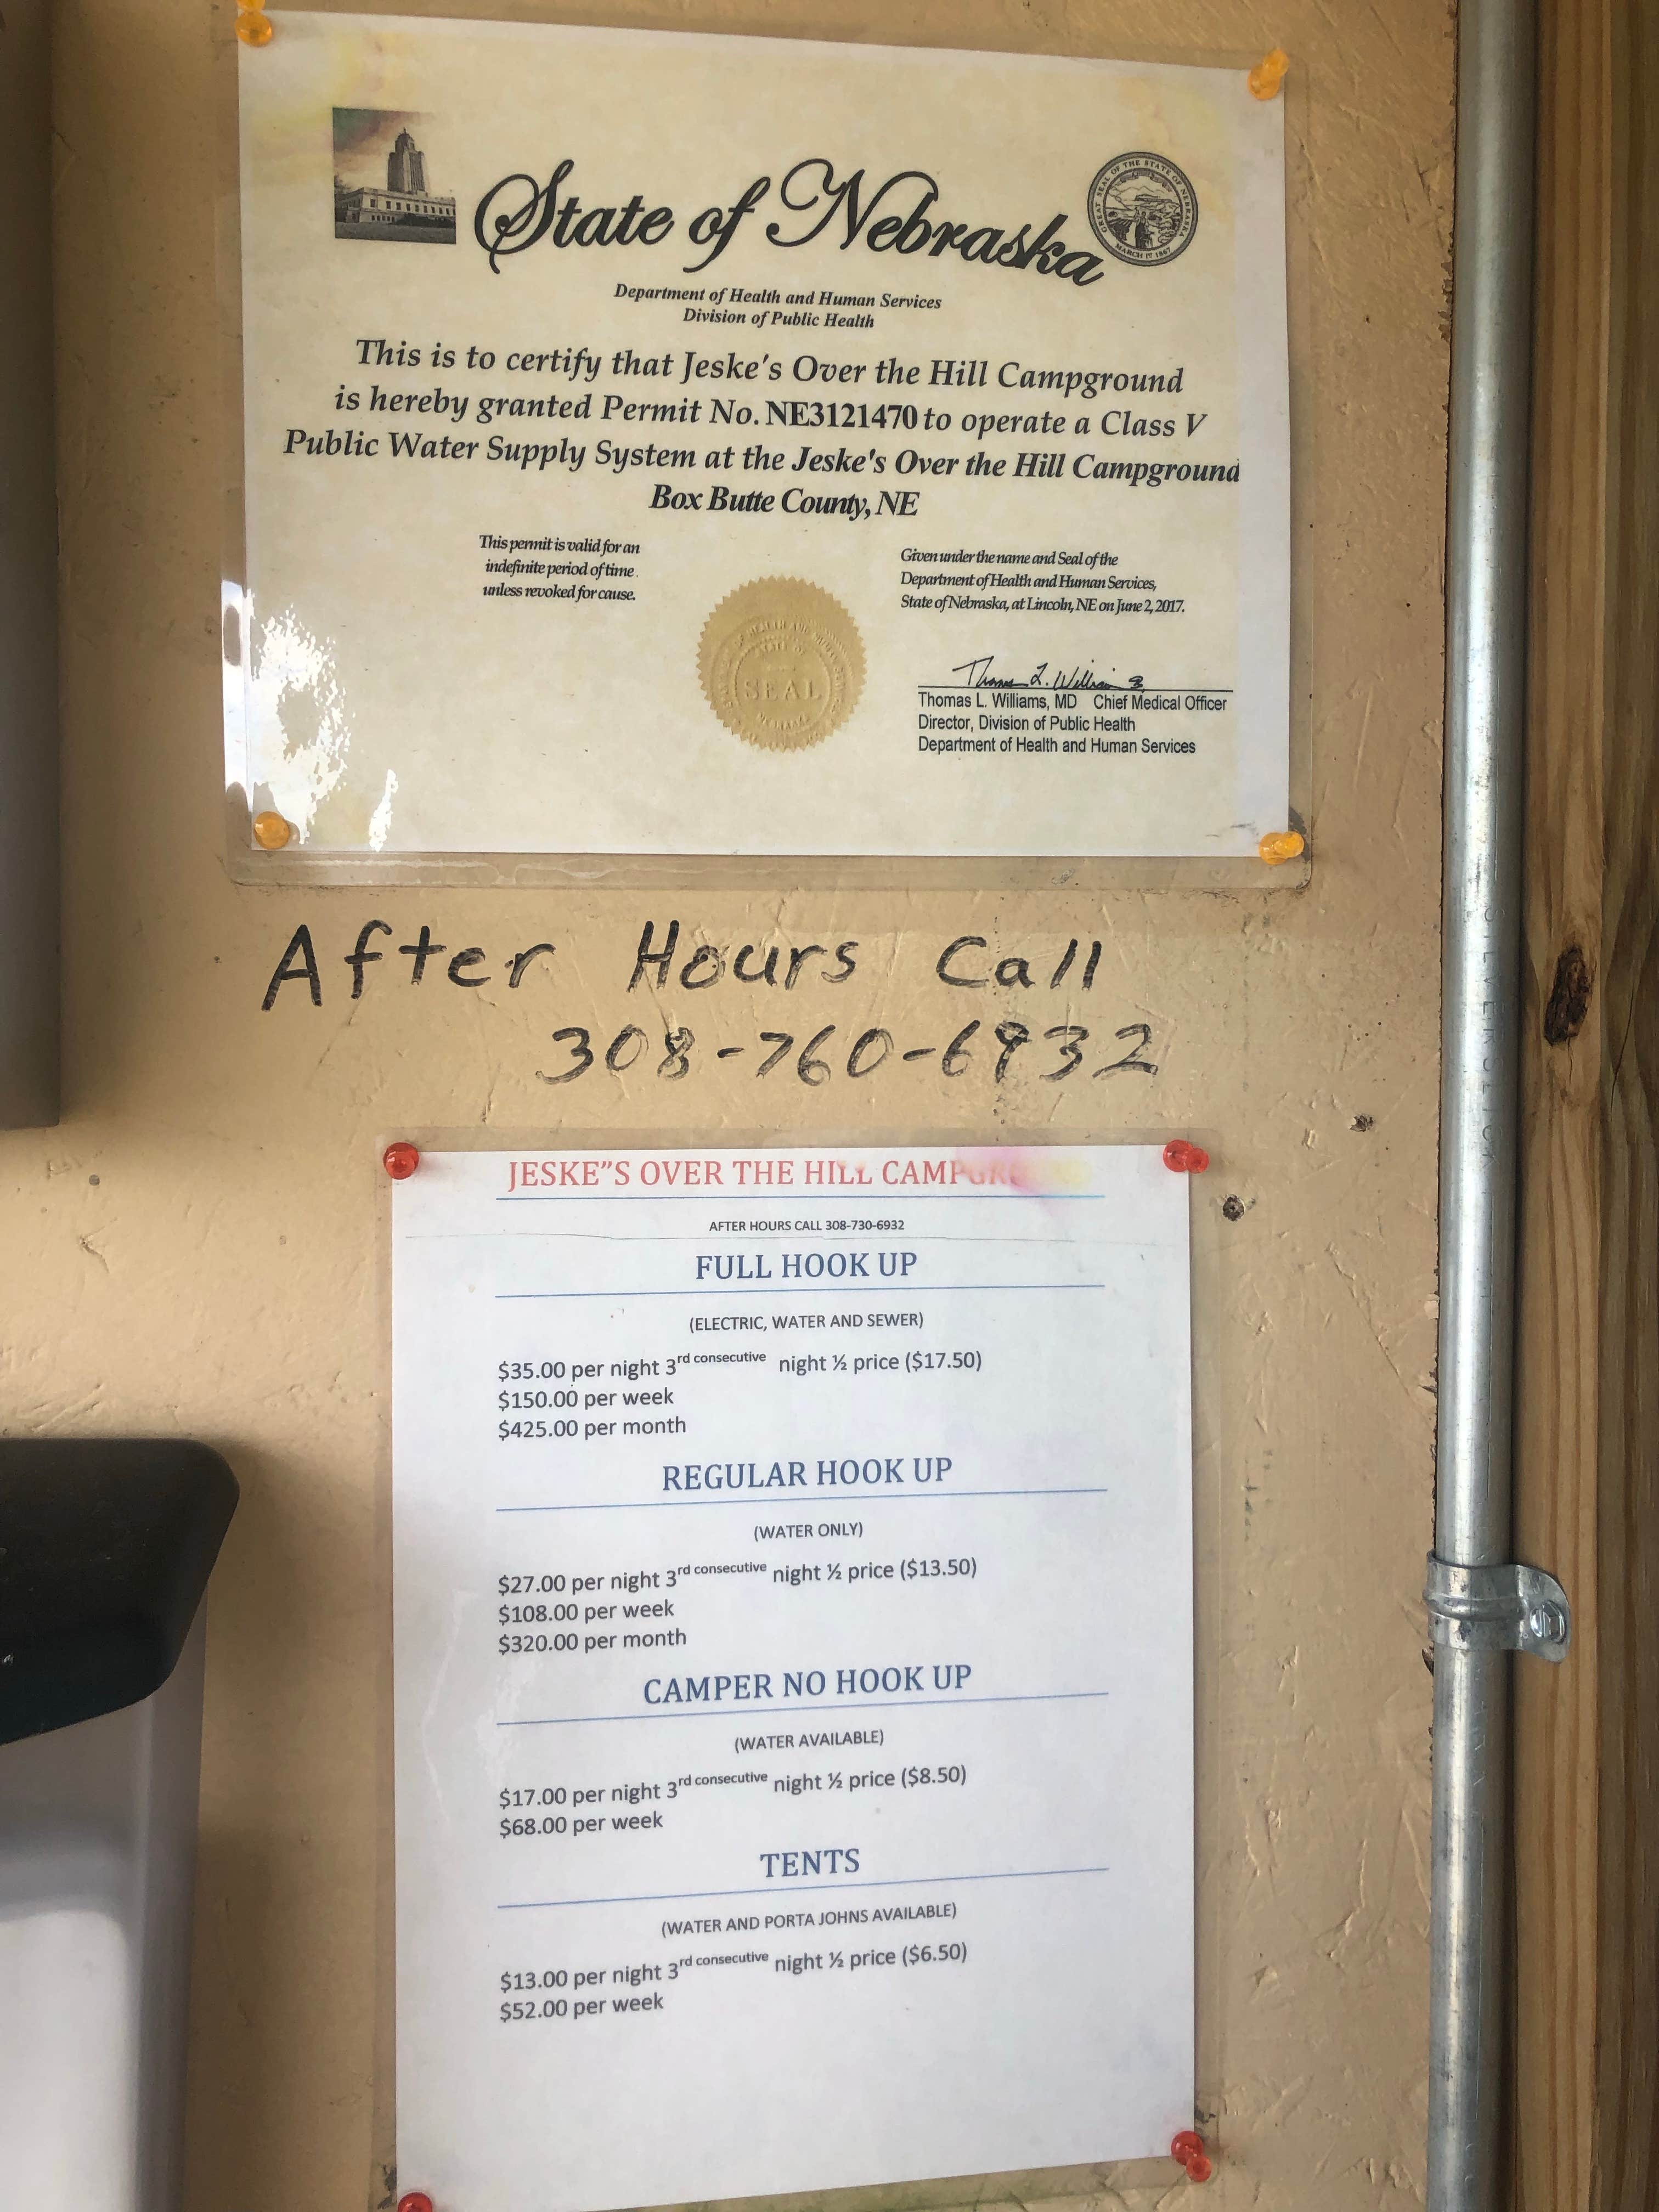 State of Nebraska
GREAT SEAL OF THE STATE OF NEBRASKA
MARCH 1ST 1867
Department of Health and Human Services
Division of Public Health
This is to certify that Jeske's Over the Hill Campground
is hereby granted Permit No. NE3121470 to operate a Class V
Public Water Supply System at the Jeske's Over the Hill Campground
Box Butte County, NE
This permit is valid for an
indefinite period of time.
unless revoked for cause.
SEAL
Given under the name and Seal of the
Department of Health and Human Services,
State of Nebraska, at Lincoln, NE on June 2, 2017.
Thomas L. Williams, MD Chief Medical Officer
Director, Division of Public Health
Department of Health and Human Services
After Hours Call
308-760-6932
JESKE"S OVER THE HILL CAMPGR
AFTER HOURS CALL 308-730-6932
FULL HOOK UP
(ELECTRIC, WATER AND SEWER)
$35.00 per night 3rd consecutive night ½ price ($17.50)
$150.00 per week
$425.00 per month
REGULAR HOOK UP
(WATER ONLY)
$27.00 per night 3rd consecutive night ½ price ($13.50)
$108.00 per week
$320.00 per month
CAMPER NO HOOK UP
(WATER AVAILABLE)
$17.00 per night 3rd consecutive night ½ price ($8.50)
$68.00 per week
TENTS
(WATER AND PORTA JOHNS AVAILABLE)
$13.00 per night 3rd consecutive night ½ price ($6.50)
$52.00 per week